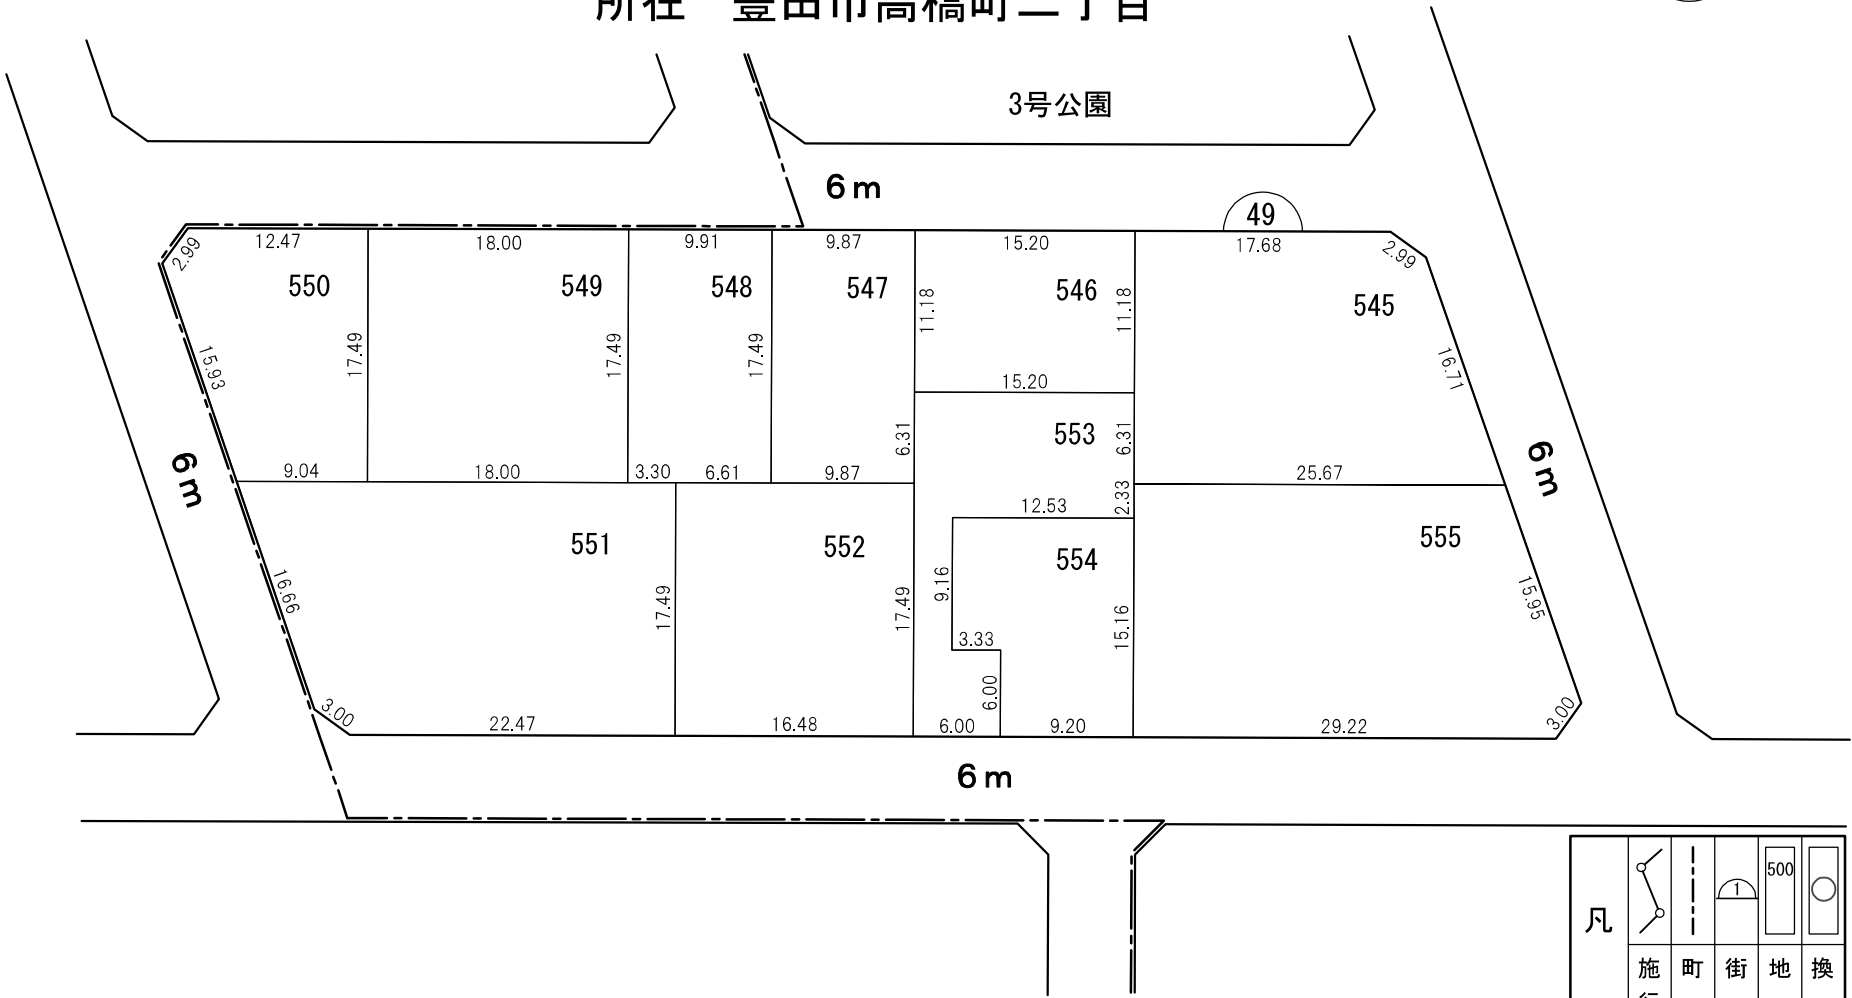 所在 豊田市高橋町二丁目
3号公園
6m
49
12.47 18.00 9.91 9.87 15.20 17.68
2.99 2.99
550 549 548 547 546 545
11.18 11.18
15.93 17.49 17.49 17.49 16.71
15.20
553
6.31 6.31
6m 6m
9.04 18.00 3.30 6.61 9.87 25.67
12.53 2.33
551 552 554 555
16.66 17.49 17.49 9.16 15.16 15.95
3.33
6.00
3.00 3.00
22.47 16.48 6.00 9.20 29.22
6m
凡
1 500
施 町 街 地 換